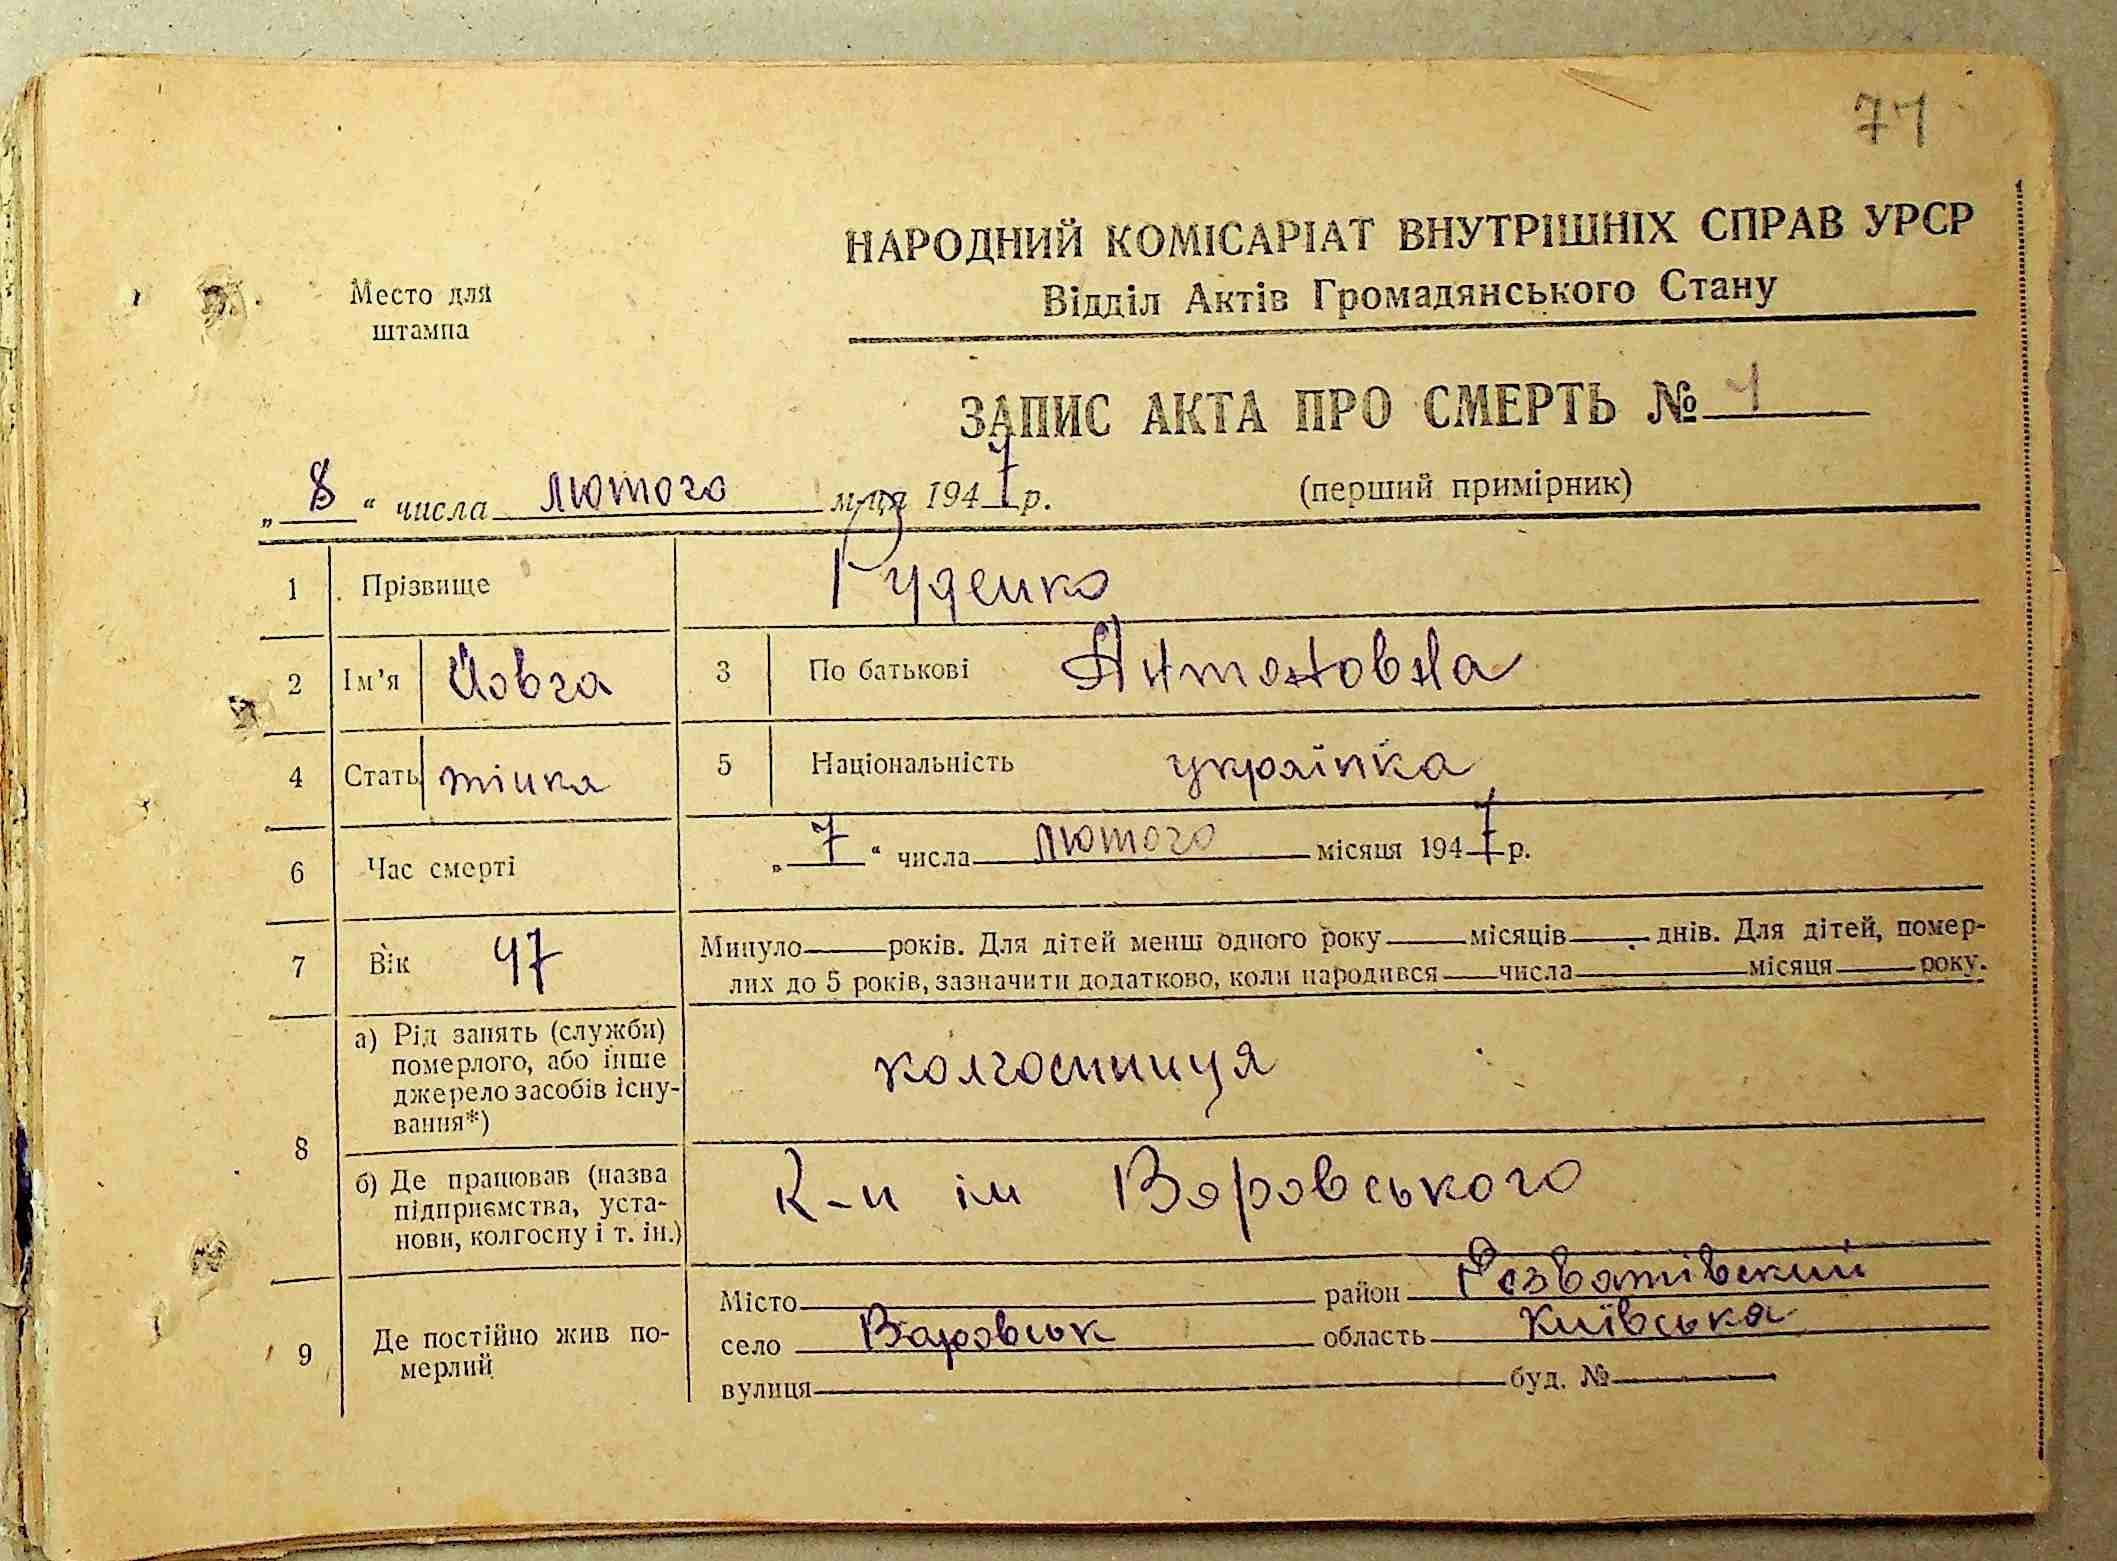 71
НАРОДНИЙ КОМІСАРІАТ ВНУТРІШНІХ СПРАВ УРСР
Відділ Актів Громадянського Стану
Место для
штампа
ЗАПИС АКТА ПРО СМЕРТЬ № 1
„ 8 “ числа лютого м-ця 1947 р. (перший примірник)
1 Прізвище Руденко
2 Ім’я Йовга 3 По батькові Антоновна
4 Стать жінка 5 Національність українка
6 Час смерті „ 7 “ числа лютого місяця 1947 р.
7 Вік 47 Минуло років. Для дітей менш одного року місяців днів. Для дітей, помер-
лих до 5 років, зазначити додатково, коли народився числа місяця року.
8 а) Рід занять (служби)
померлого, або інше
джерело засобів існу-
вання*) колгоспниця
б) Де працював (назва
підприємства, уста-
нови, колгоспу і т. ін.) К-п ім Воровського
9 Де постійно жив по-
мерлий
Місто район Розватівский
село Варовськ область Київська
вулиця буд. №